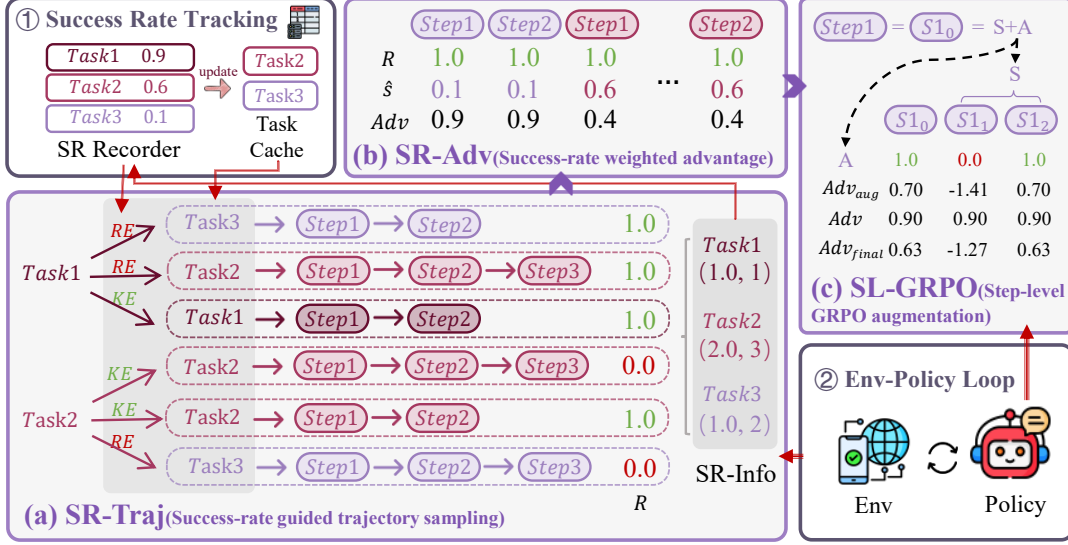 ① Success Rate Tracking
Task1 0.9
Task2 0.6
Task3 0.1
SR Recorder
update
Task2
Task3
Task
Cache
Step1 Step2 Step1 Step2
R 1.0 1.0 1.0 1.0
ŝ 0.1 0.1 0.6 ... 0.6
Adv 0.9 0.9 0.4 0.4
(b) SR-Adv(Success-rate weighted advantage)
Step1 = S1₀ = S+A
S
S1₀ S1₁ S1₂
A 1.0 0.0 1.0
Adv_aug 0.70 -1.41 0.70
Adv 0.90 0.90 0.90
Adv_final 0.63 -1.27 0.63
(c) SL-GRPO(Step-level
GRPO augmentation)
Task1
RE
RE
KE
Task2
KE
KE
RE
Task3 Step1 Step2 1.0
Task2 Step1 Step2 Step3 1.0
Task1 Step1 Step2 1.0
Task2 Step1 Step2 Step3 0.0
Task2 Step1 Step2 1.0
Task3 Step1 Step2 Step3 0.0
R
Task1
(1.0, 1)
Task2
(2.0, 3)
Task3
(1.0, 2)
SR-Info
(a) SR-Traj(Success-rate guided trajectory sampling)
② Env-Policy Loop
Env Policy